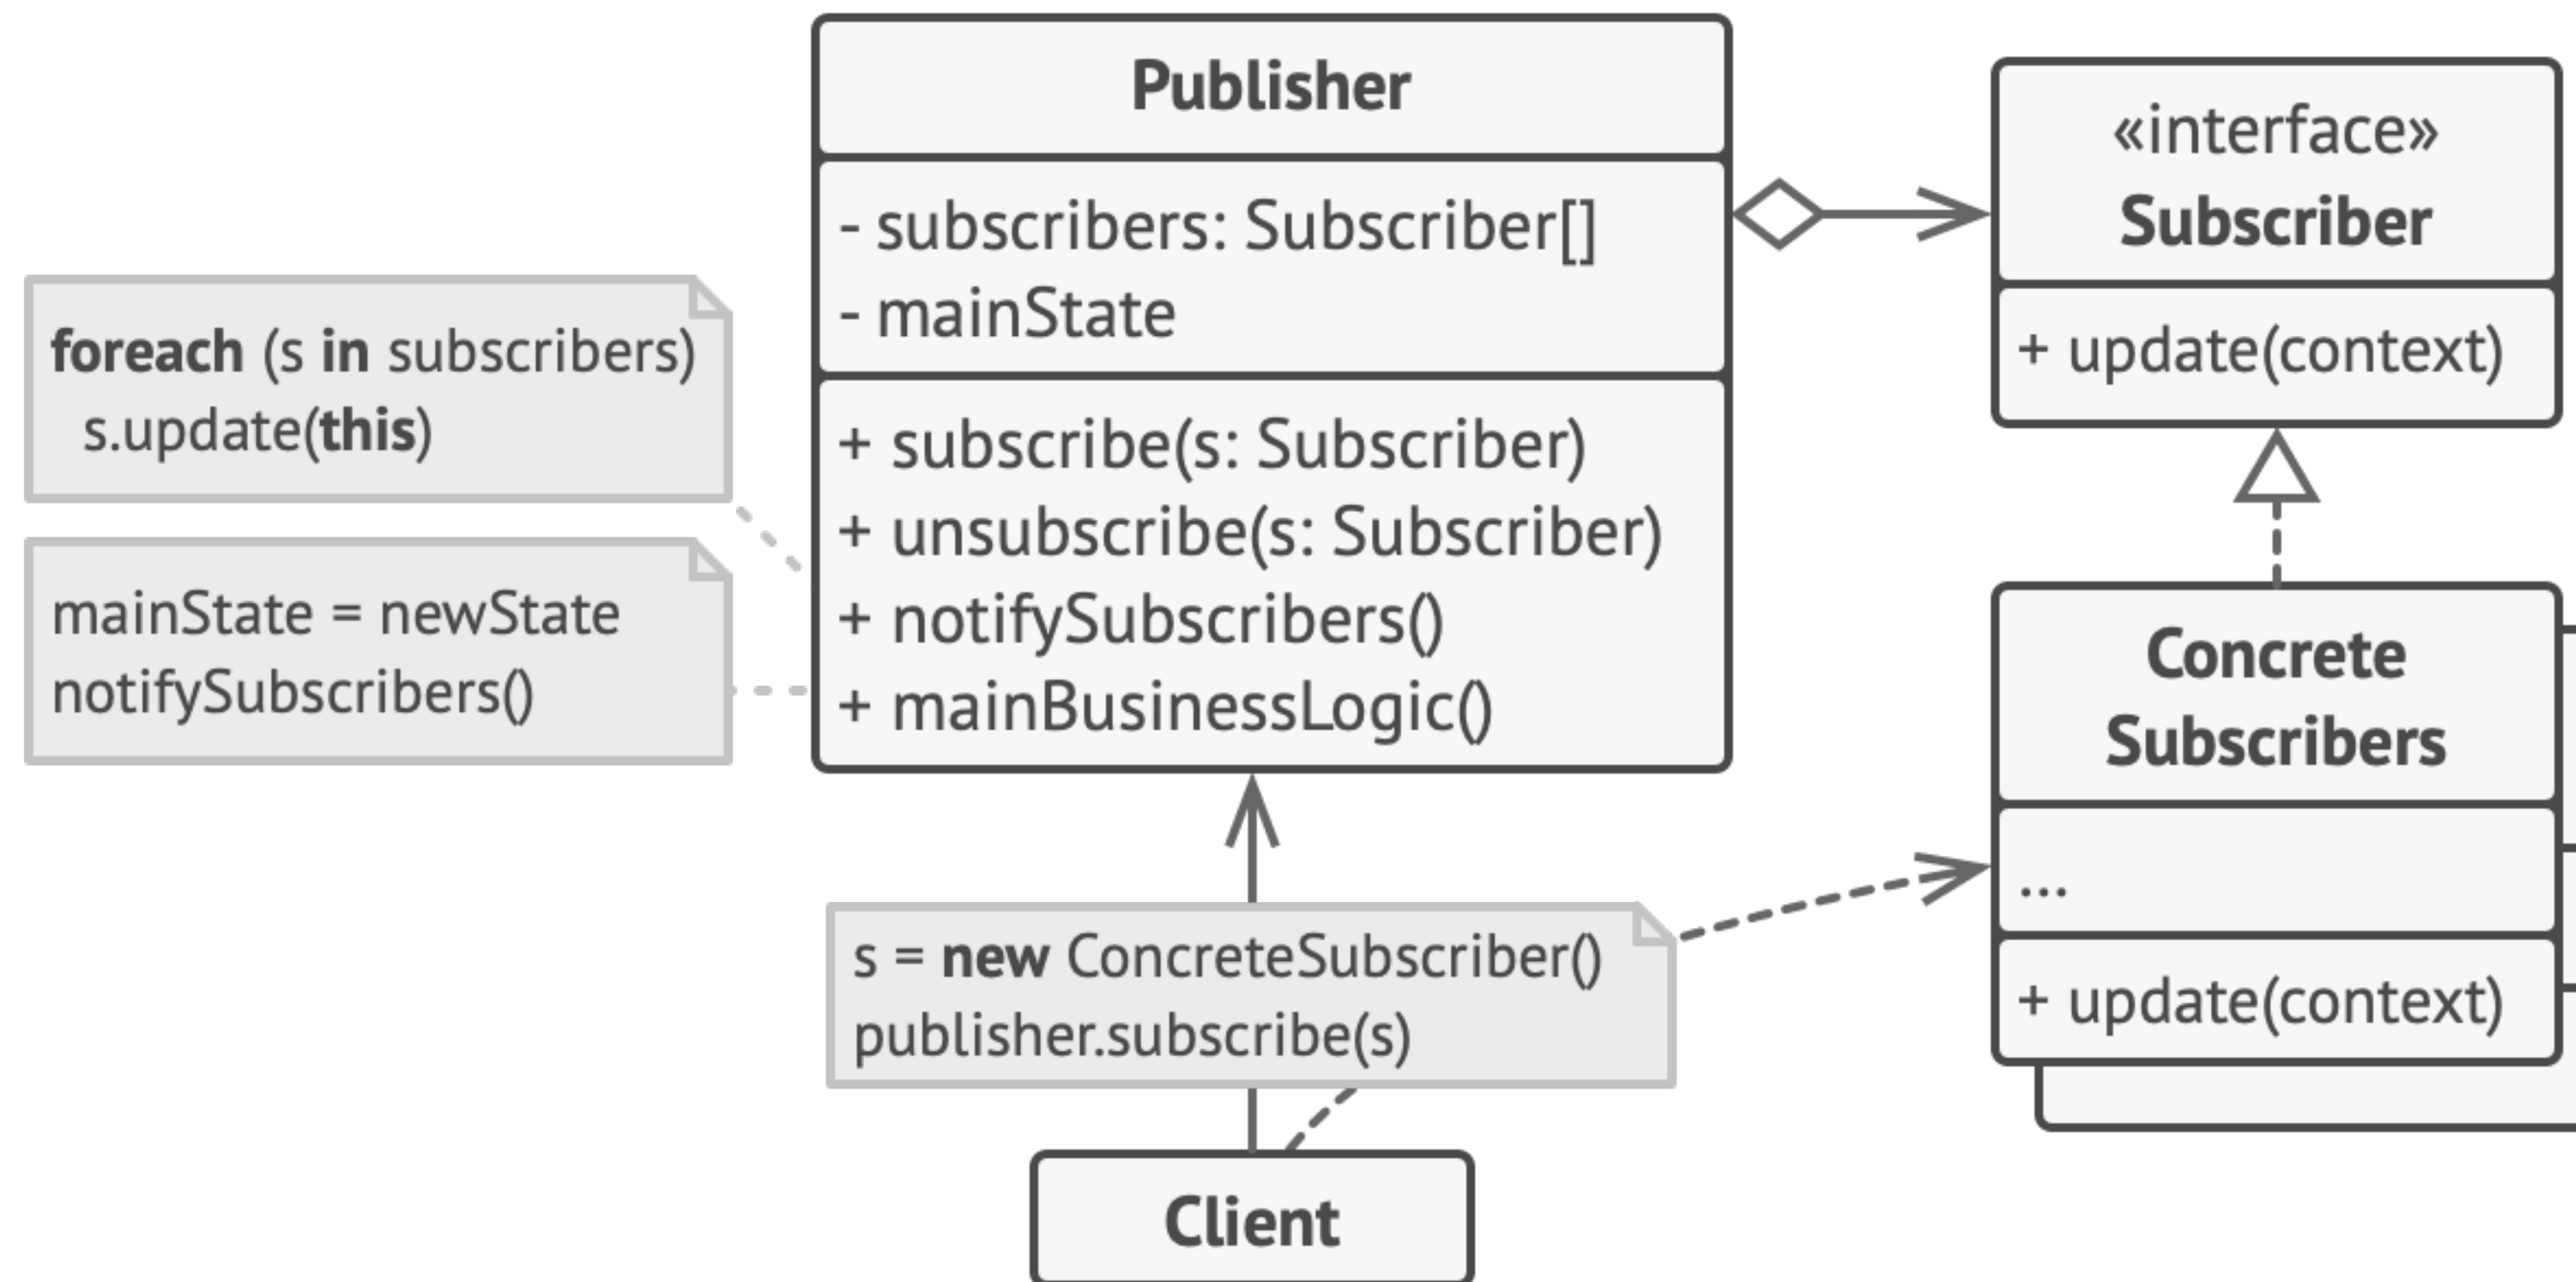 Publisher
- subscribers: Subscriber[]
- mainState
+ subscribe(s: Subscriber)
+ unsubscribe(s: Subscriber)
+ notifySubscribers()
+ mainBusinessLogic()
«interface»
Subscriber
+ update(context)
foreach (s in subscribers)
s.update(this)
mainState = newState
notifySubscribers()
Concrete
Subscribers
...
+ update(context)
s = new ConcreteSubscriber()
publisher.subscribe(s)
Client